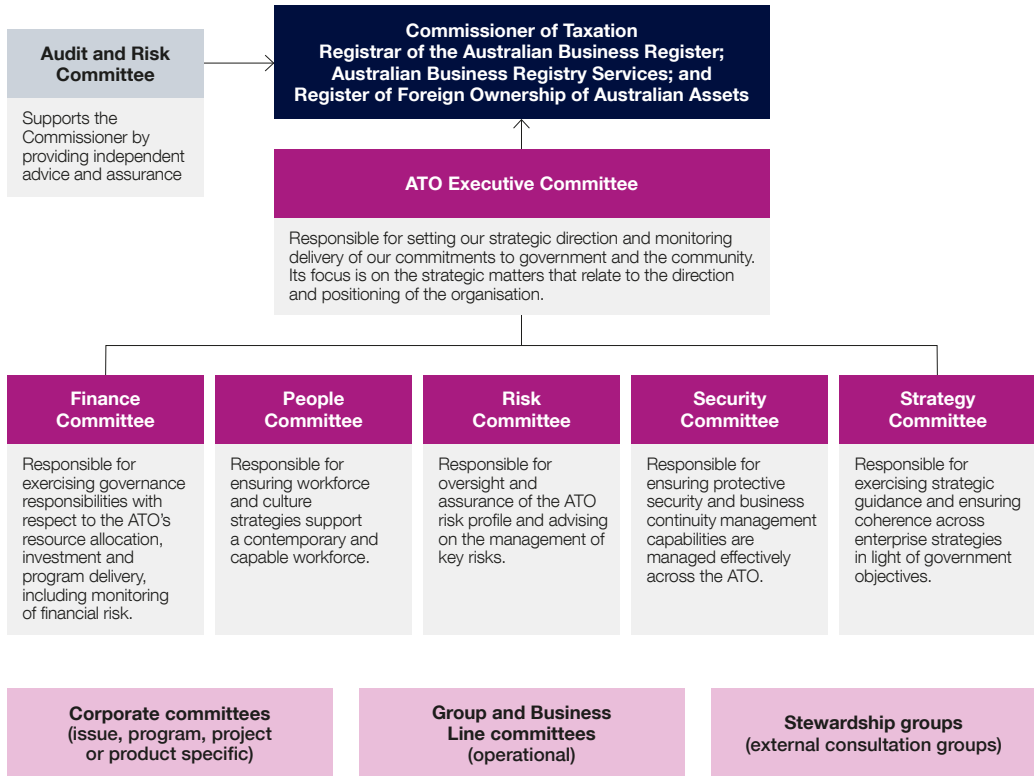 Audit and Risk
Committee
Supports the
Commissioner by
providing independent
advice and assurance
Commissioner of Taxation
Registrar of the Australian Business Register;
Australian Business Registry Services; and
Register of Foreign Ownership of Australian Assets
ATO Executive Committee
Responsible for setting our strategic direction and monitoring
delivery of our commitments to government and the community.
Its focus is on the strategic matters that relate to the direction
and positioning of the organisation.
Finance
Committee
Responsible for
exercising governance
responsibilities with
respect to the ATO’s
resource allocation,
investment and
program delivery,
including monitoring
of financial risk.
People
Committee
Responsible for
ensuring workforce
and culture
strategies support
a contemporary and
capable workforce.
Risk
Committee
Responsible for
oversight and
assurance of the ATO
risk profile and advising
on the management of
key risks.
Security
Committee
Responsible for
ensuring protective
security and business
continuity management
capabilities are
managed effectively
across the ATO.
Strategy
Committee
Responsible for
exercising strategic
guidance and ensuring
coherence across
enterprise strategies
in light of government
objectives.
Corporate committees
(issue, program, project
or product specific)
Group and Business
Line committees
(operational)
Stewardship groups
(external consultation groups)